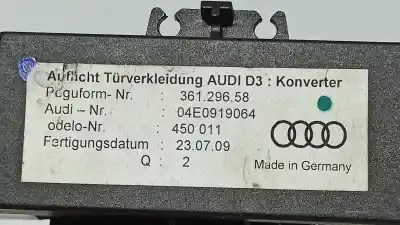 Auflicht Türverkleidung AUDI D3 : Konverter
Peguform- Nr. : 361.296.58
Audi – Nr. : 04E0919064
odelo-Nr. : 450 011
Fertigungsdatum : 23.07.09
Q : 2
Made in Germany